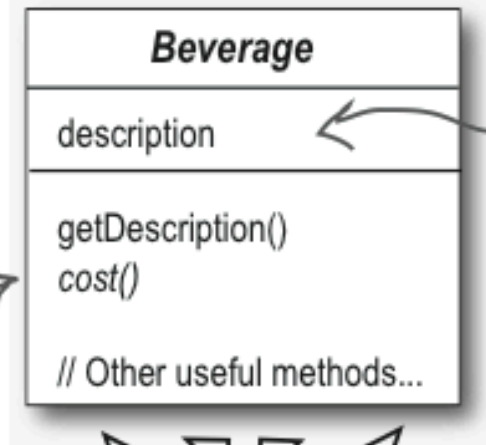 Beverage
description
getDescription()
cost()
// Other useful methods...